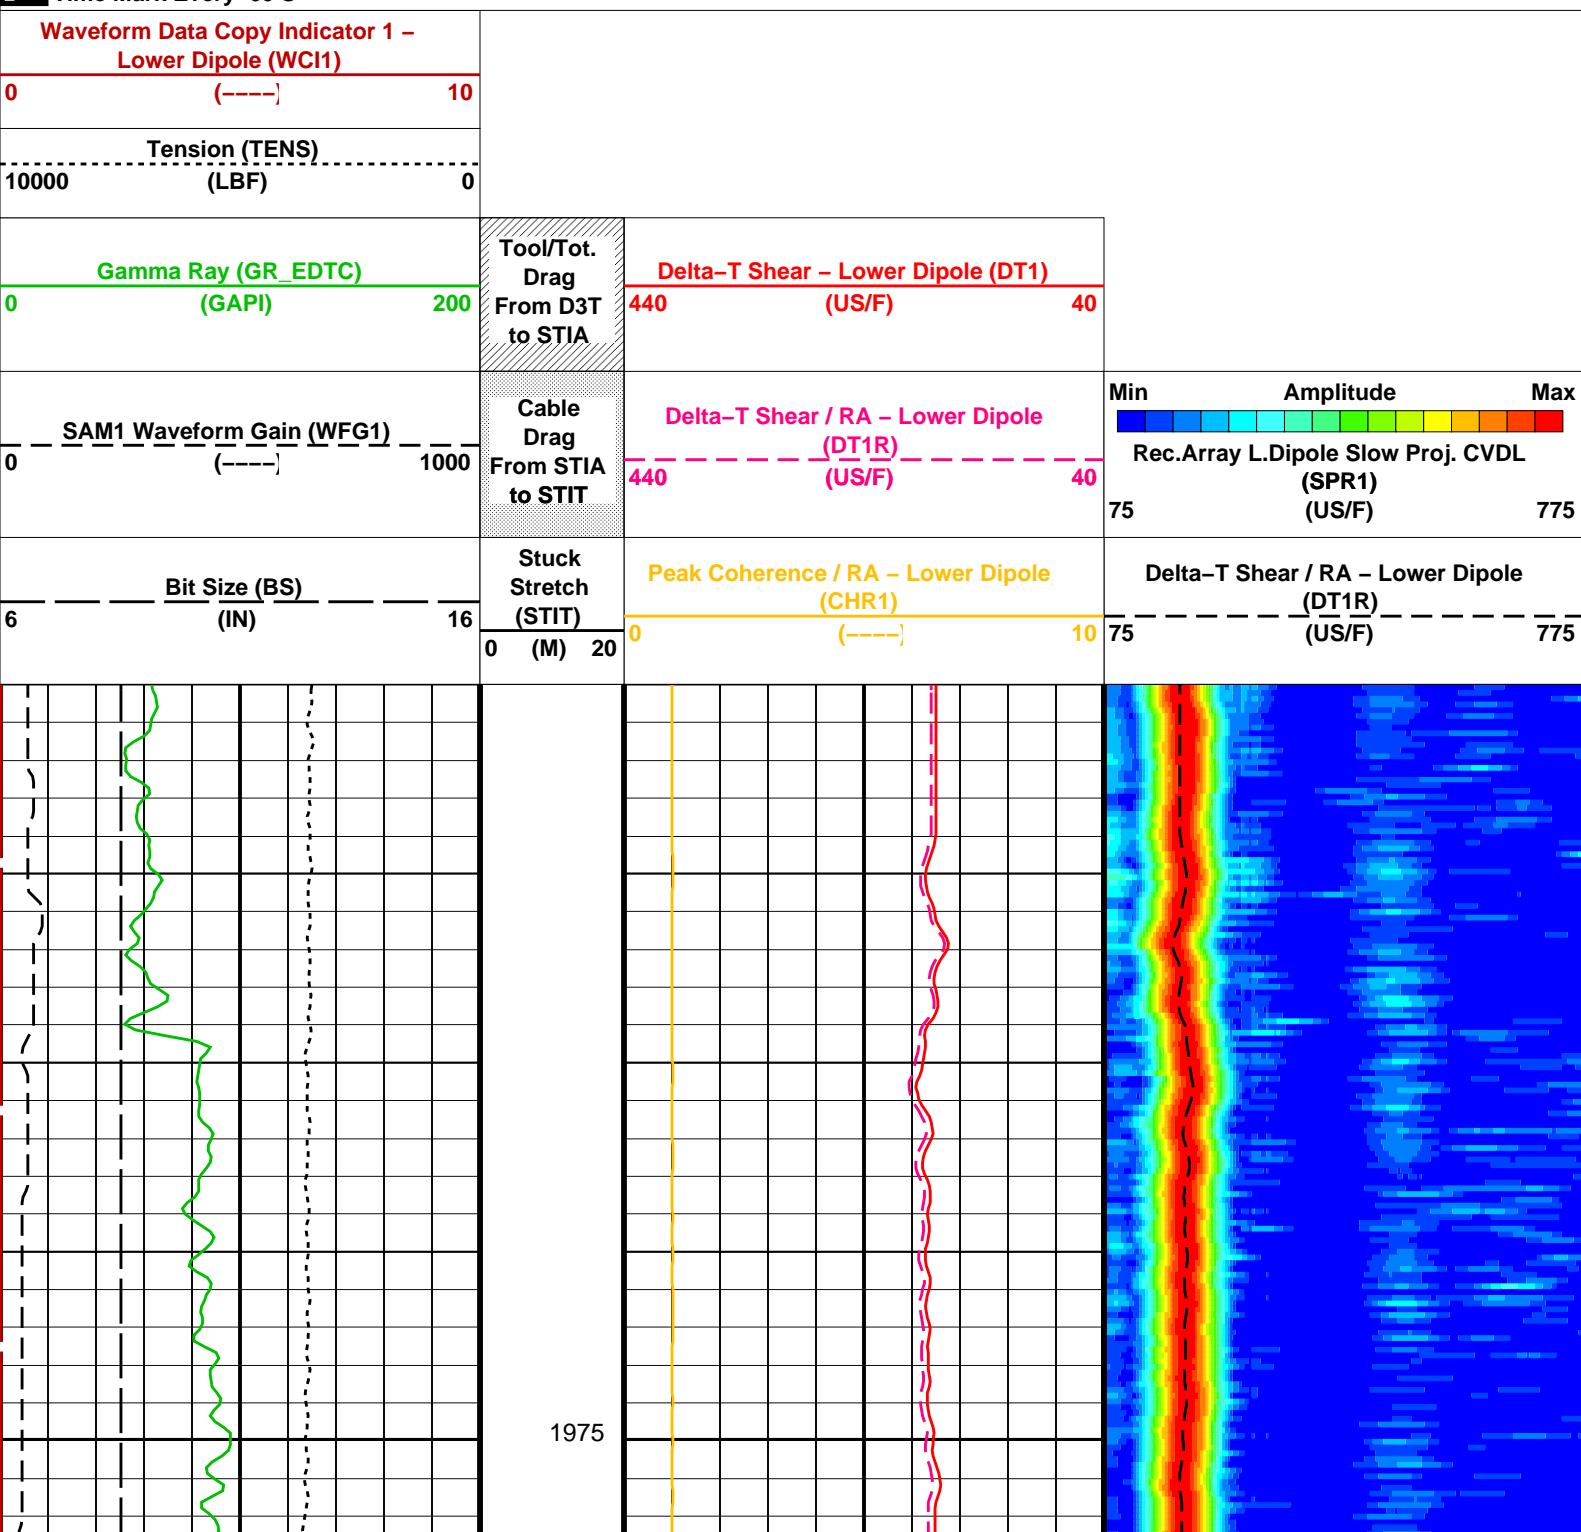 Waveform Data Copy Indicator 1 –
Lower Dipole (WCI1)
0 (––––) 10
Tension (TENS)
10000 (LBF) 0
Gamma Ray (GR_EDTC)
0 (GAPI) 200
Tool/Tot.
Drag
From D3T
to STIA
Delta–T Shear – Lower Dipole (DT1)
440 (US/F) 40
SAM1 Waveform Gain (WFG1)
0 (––––) 1000
Cable
Drag
From STIA
to STIT
Delta–T Shear / RA – Lower Dipole
(DT1R)
440 (US/F) 40
Min Amplitude Max
Rec.Array L.Dipole Slow Proj. CVDL
(SPR1)
75 (US/F) 775
Bit Size (BS)
6 (IN) 16
Stuck
Stretch
(STIT)
0 (M) 20
Peak Coherence / RA – Lower Dipole
(CHR1)
0 (––––) 10
Delta–T Shear / RA – Lower Dipole
(DT1R)
75 (US/F) 775
1975